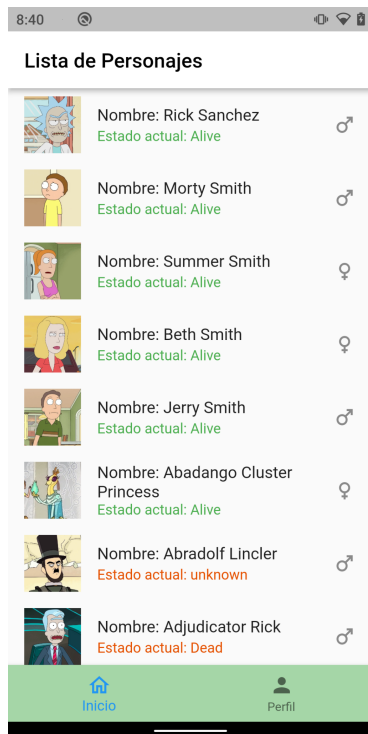 8:40
Lista de Personajes
Nombre: Rick Sanchez
Estado actual: Alive
Nombre: Morty Smith
Estado actual: Alive
Nombre: Summer Smith
Estado actual: Alive
Nombre: Beth Smith
Estado actual: Alive
Nombre: Jerry Smith
Estado actual: Alive
Nombre: Abadango Cluster
Princess
Estado actual: Alive
Nombre: Abradolf Lincler
Estado actual: unknown
Nombre: Adjudicator Rick
Estado actual: Dead
Inicio
Perfil